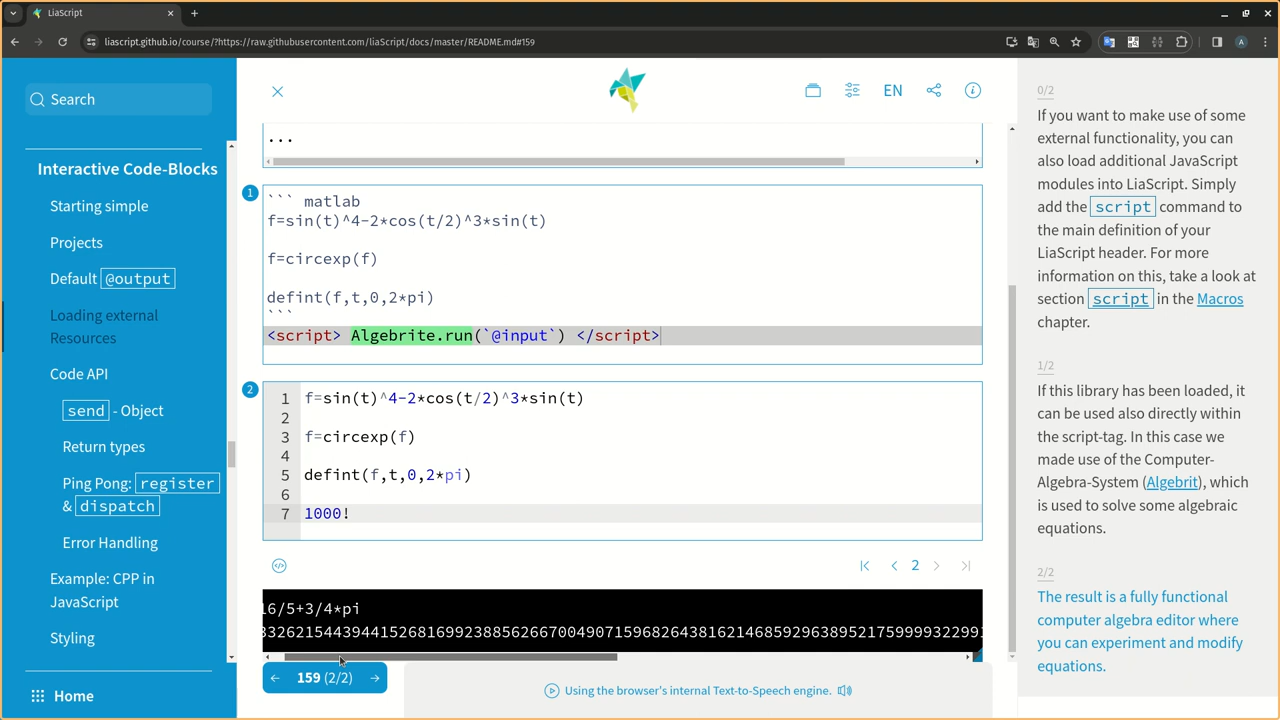 LiaScript
liascript.github.io/course/?https://raw.githubusercontent.com/liaScript/docs/master/README.md#159
A
Search
Interactive Code-Blocks
Starting simple
Projects
Default @output
Loading external
Resources
Code API
send - Object
Return types
Ping Pong: register
& dispatch
Error Handling
Example: CPP in
JavaScript
Styling
Home
EN
...
1
``` matlab
f=sin(t)^4-2*cos(t/2)^3*sin(t)
f=circexp(f)
defint(f,t,0,2*pi)
```
<script> Algebrite.run(`@input`) </script>
2
1 f=sin(t)^4-2*cos(t/2)^3*sin(t)
2
3 f=circexp(f)
4
5 defint(f,t,0,2*pi)
6
7 1000!
2
16/5+3/4*pi
33262154439441526816992388562667004907159682643816214685929638952175999932299
159 (2/2)
Using the browser's internal Text-to-Speech engine.
0/2
If you want to make use of some
external functionality, you can
also load additional JavaScript
modules into LiaScript. Simply
add the script command to
the main definition of your
LiaScript header. For more
information on this, take a look at
section script in the Macros
chapter.
1/2
If this library has been loaded, it
can be used also directly within
the script-tag. In this case we
made use of the Computer-
Algebra-System (Algebrit), which
is used to solve some algebraic
equations.
2/2
The result is a fully functional
computer algebra editor where
you can experiment and modify
equations.